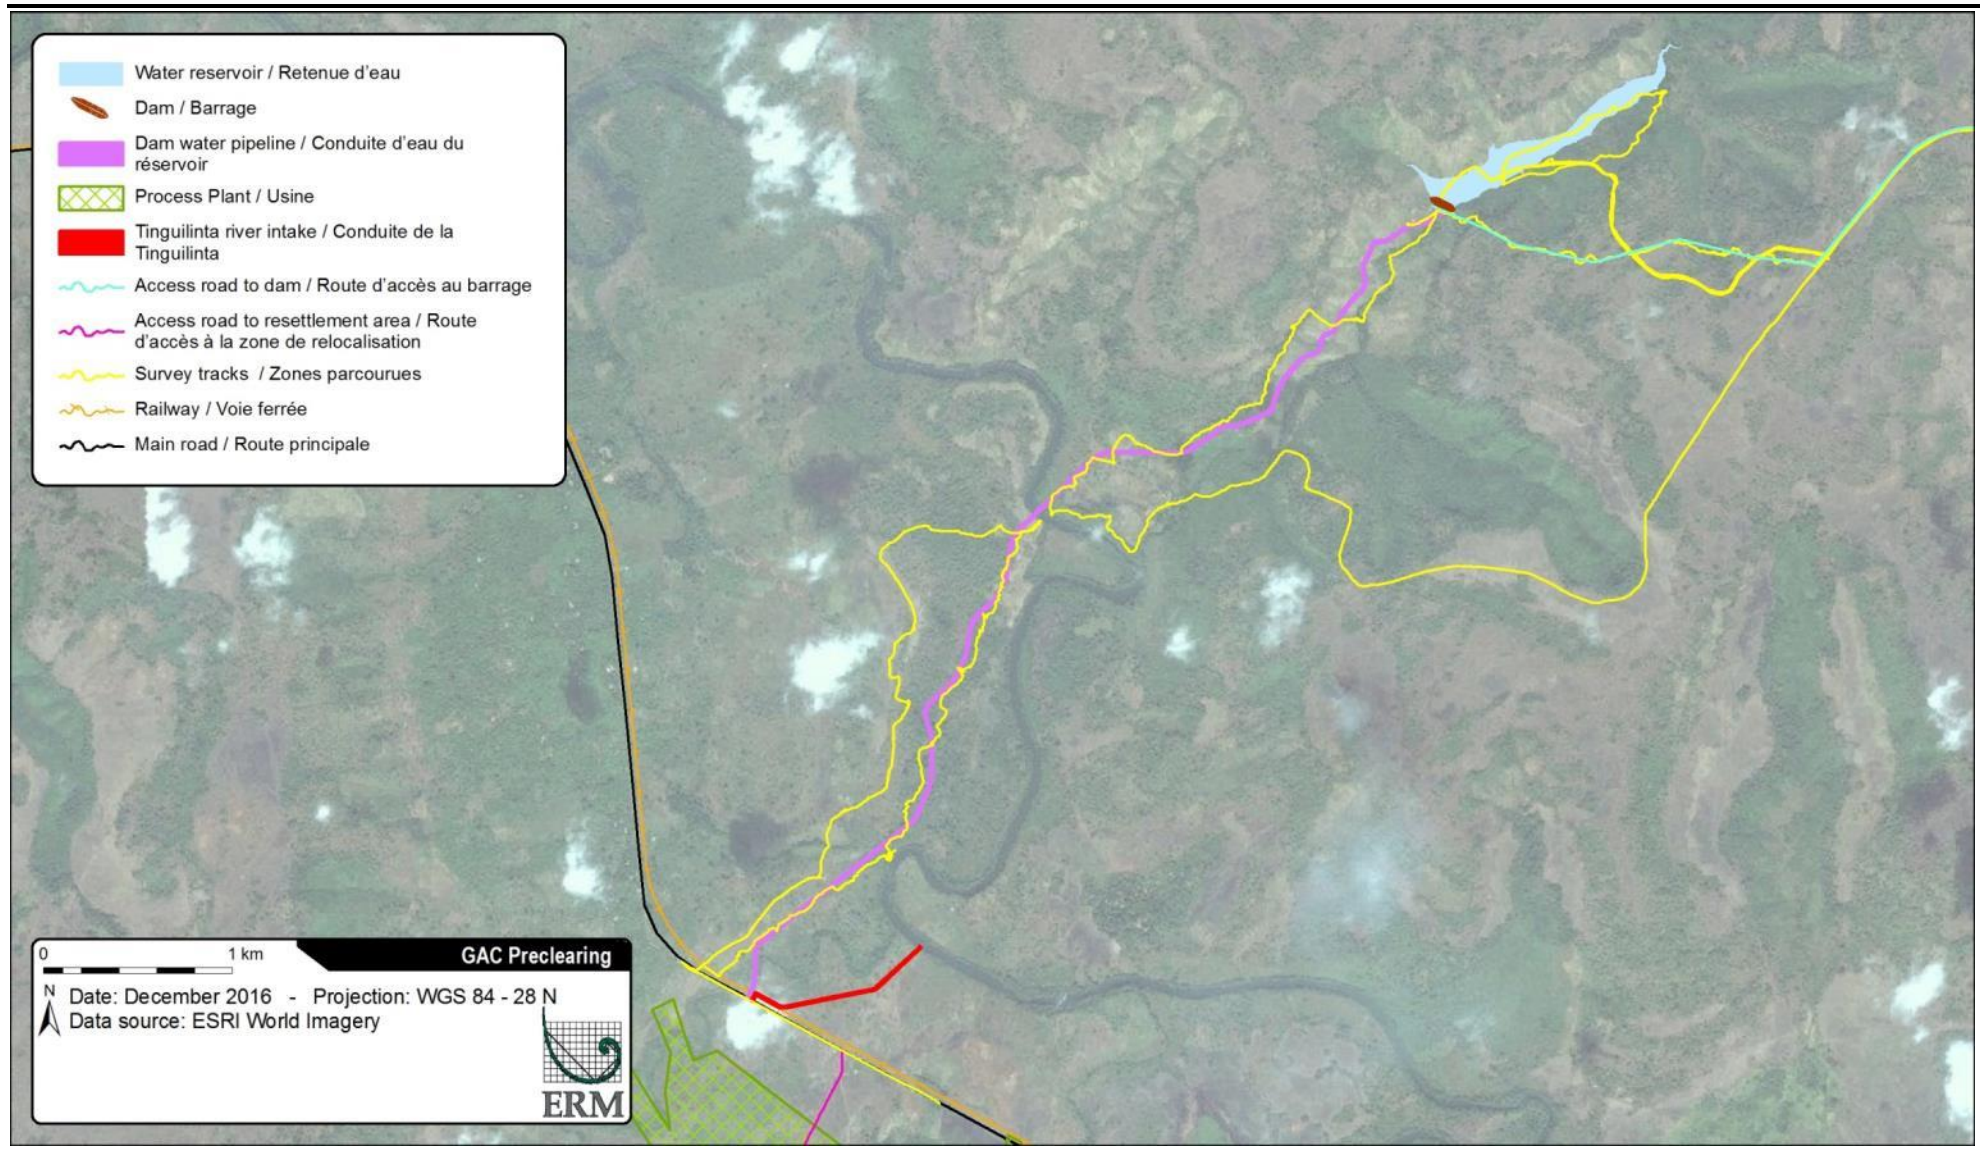 Water reservoir / Retenue d'eau
Dam / Barrage
Dam water pipeline / Conduite d'eau du
réservoir
Process Plant / Usine
Tinguilinta river intake / Conduite de la
Tinguilinta
Access road to dam / Route d'accès au barrage
Access road to resettlement area / Route
d'accès à la zone de relocalisation
Survey tracks / Zones parcourues
Railway / Voie ferrée
Main road / Route principale
0 1 km
GAC Preclearing
N
Date: December 2016 - Projection: WGS 84 - 28 N
Data source: ESRI World Imagery
ERM